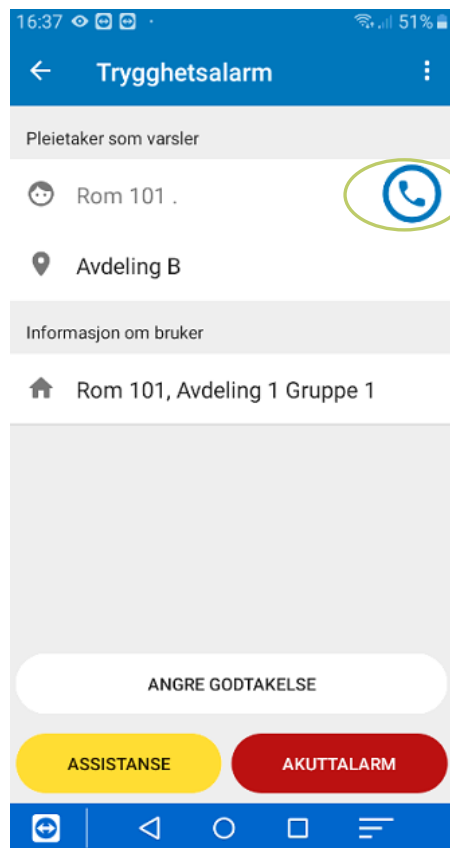 16:37 51%
Trygghetsalarm
Pleietaker som varsler
Rom 101 .
Avdeling B
Informasjon om bruker
Rom 101, Avdeling 1 Gruppe 1
ANGRE GODTAKELSE
ASSISTANSE AKUTTALARM